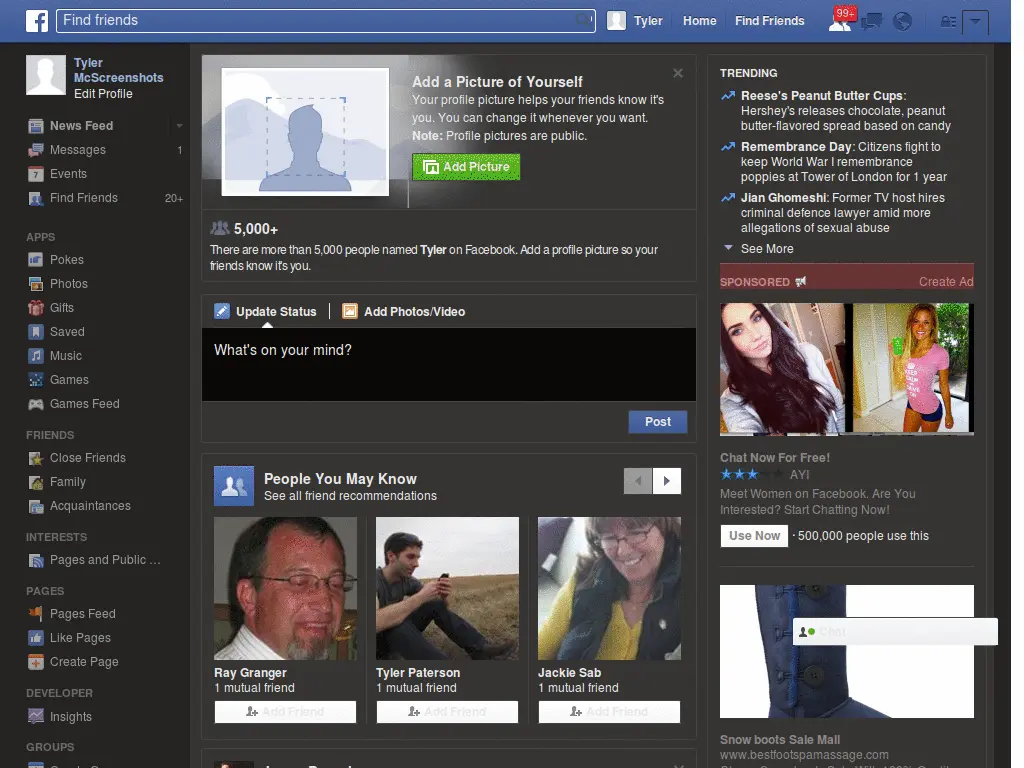 f
Find friends
Tyler
Home
Find Friends
99+
Tyler
McScreenshots
Edit Profile
News Feed
Messages 1
7 Events
Find Friends 20+
APPS
Pokes
Photos
Gifts
Saved
Music
Games
Games Feed
FRIENDS
Close Friends
Family
Acquaintances
INTERESTS
Pages and Public ...
PAGES
Pages Feed
Like Pages
Create Page
DEVELOPER
Insights
GROUPS
Add a Picture of Yourself
Your profile picture helps your friends know it's
you. You can change it whenever you want.
Note: Profile pictures are public.
Add Picture
5,000+
There are more than 5,000 people named Tyler on Facebook. Add a profile picture so your
friends know it's you.
Update Status
Add Photos/Video
What's on your mind?
Post
People You May Know
See all friend recommendations
Ray Granger
1 mutual friend
Add Friend
Tyler Paterson
1 mutual friend
Add Friend
Jackie Sab
1 mutual friend
Add Friend
TRENDING
Reese's Peanut Butter Cups:
Hershey's releases chocolate, peanut
butter-flavored spread based on candy
Remembrance Day: Citizens fight to
keep World War I remembrance
poppies at Tower of London for 1 year
Jian Ghomeshi: Former TV host hires
criminal defence lawyer amid more
allegations of sexual abuse
See More
SPONSORED
Create Ad
KEEP
CALM
Chat Now For Free!
AYI
Meet Women on Facebook. Are You
Interested? Start Chatting Now!
Use Now · 500,000 people use this
Chat
Snow boots Sale Mall
www.bestfootspamassage.com